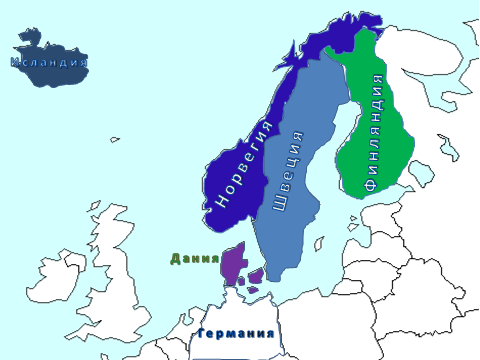 Исландия
Норвегия
Швеция
Финляндия
Дания
Германия